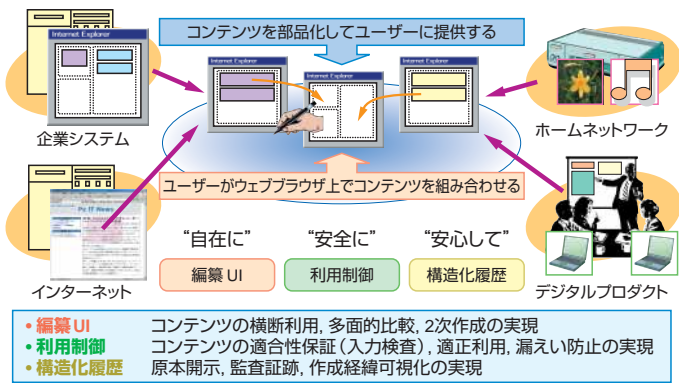 コンテンツを部品化してユーザーに提供する
Internet Explorer
Internet Explorer
Internet Explorer
Internet Explorer
企業システム
ホームネットワーク
ユーザーがウェブブラウザ上でコンテンツを組み合わせる
インターネット
デジタルプロダクト
“自在に” “安全に” “安心して”
編纂UI 利用制御 構造化履歴
•編纂UI コンテンツの横断利用, 多面的比較, 2次作成の実現
•利用制御 コンテンツの適合性保証（入力検査）, 適正利用, 漏えい防止の実現
•構造化履歴 原本開示, 監査証跡, 作成経緯可視化の実現